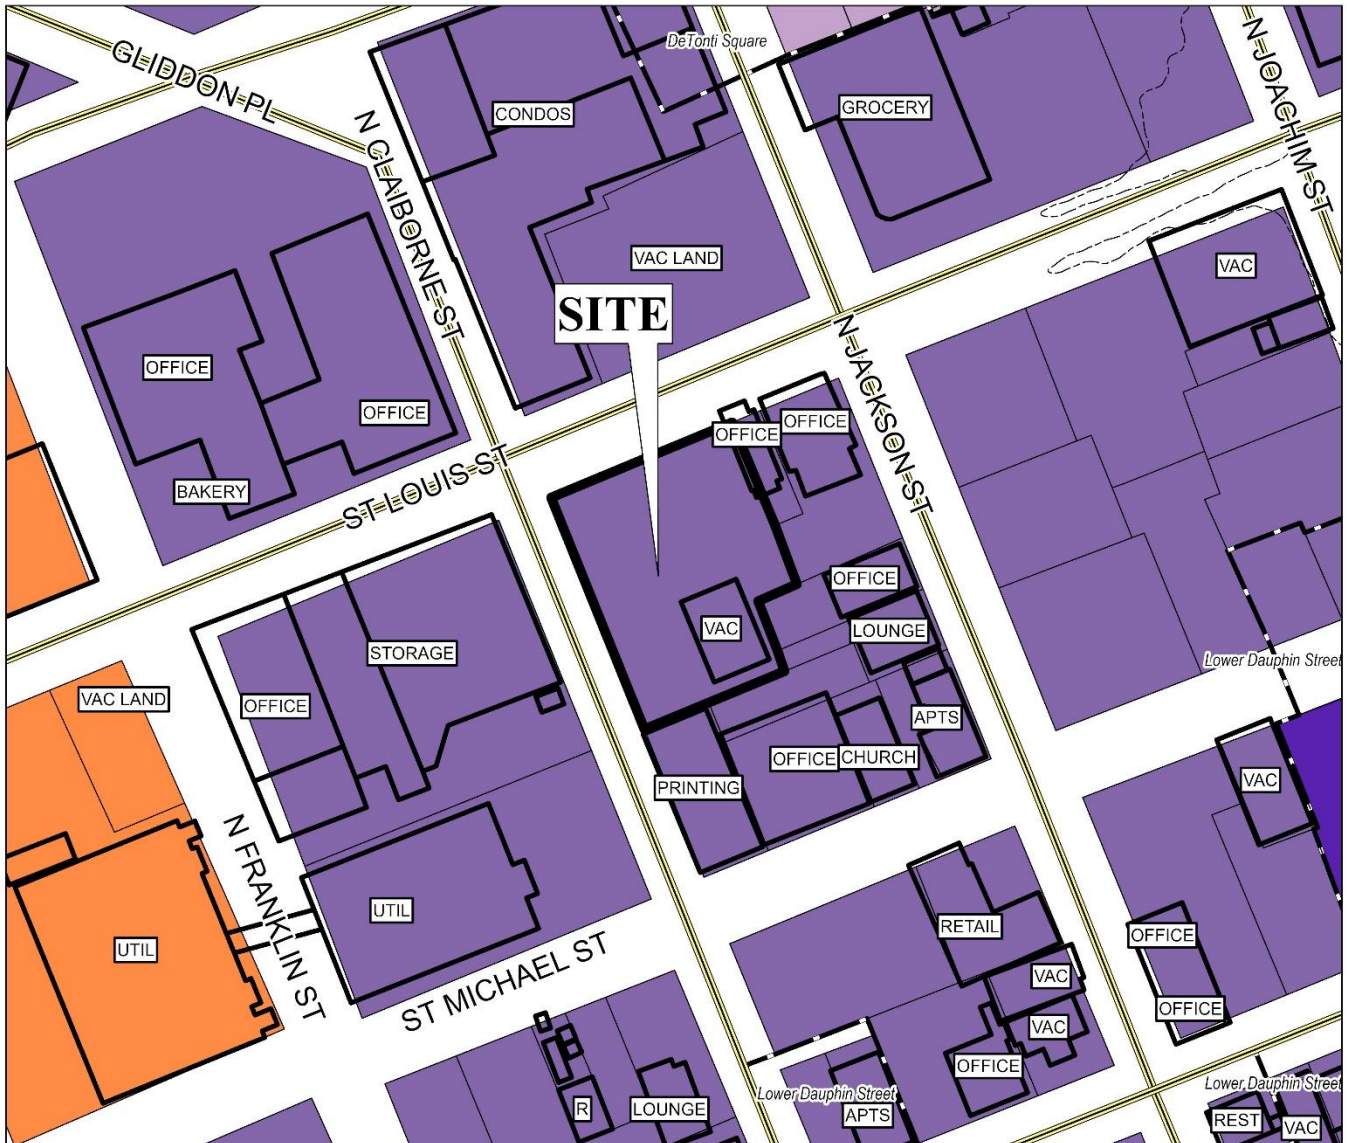 DeTonti Square
GLIDDON PL
N JOACHIM ST
CONDOS
GROCERY
N CLAIBORNE ST
VAC LAND
VAC
SITE
N JACKSON ST
OFFICE
OFFICE
OFFICE
OFFICE
BAKERY
ST LOUIS ST
OFFICE
VAC
LOUNGE
STORAGE
Lower Dauphin Street
VAC LAND
OFFICE
APTS
OFFICE
CHURCH
VAC
PRINTING
N FRANKLIN ST
UTIL
RETAIL
OFFICE
UTIL
ST MICHAEL ST
VAC
OFFICE
VAC
OFFICE
Lower Dauphin Street
Lower Dauphin Street
R
LOUNGE
APTS
REST
VAC